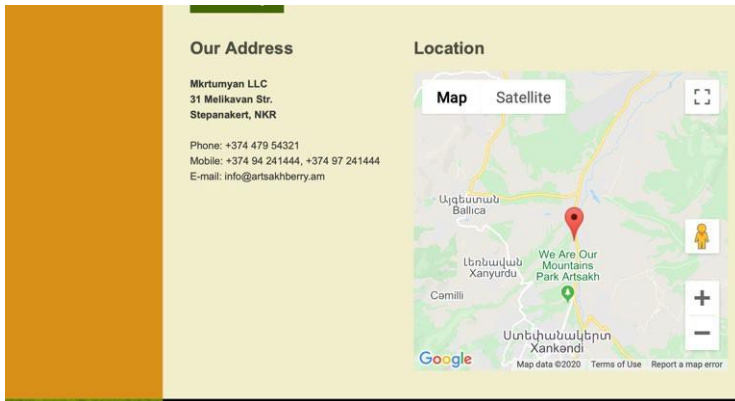 Our Address
Mkrtumyan LLC
31 Melikavan Str.
Stepanakert, NKR
Phone: +374 479 54321
Mobile: +374 94 241444, +374 97 241444
E-mail: info@artsakhberry.am
Location
Map Satellite
Այգեստան
Ballıca
We Are Our
Mountains
Park Artsakh
Լեռնավան
Xanyurdu
Cəmilli
Ստեփանակերտ
Xankəndi
Google
Map data ©2020 Terms of Use Report a map error